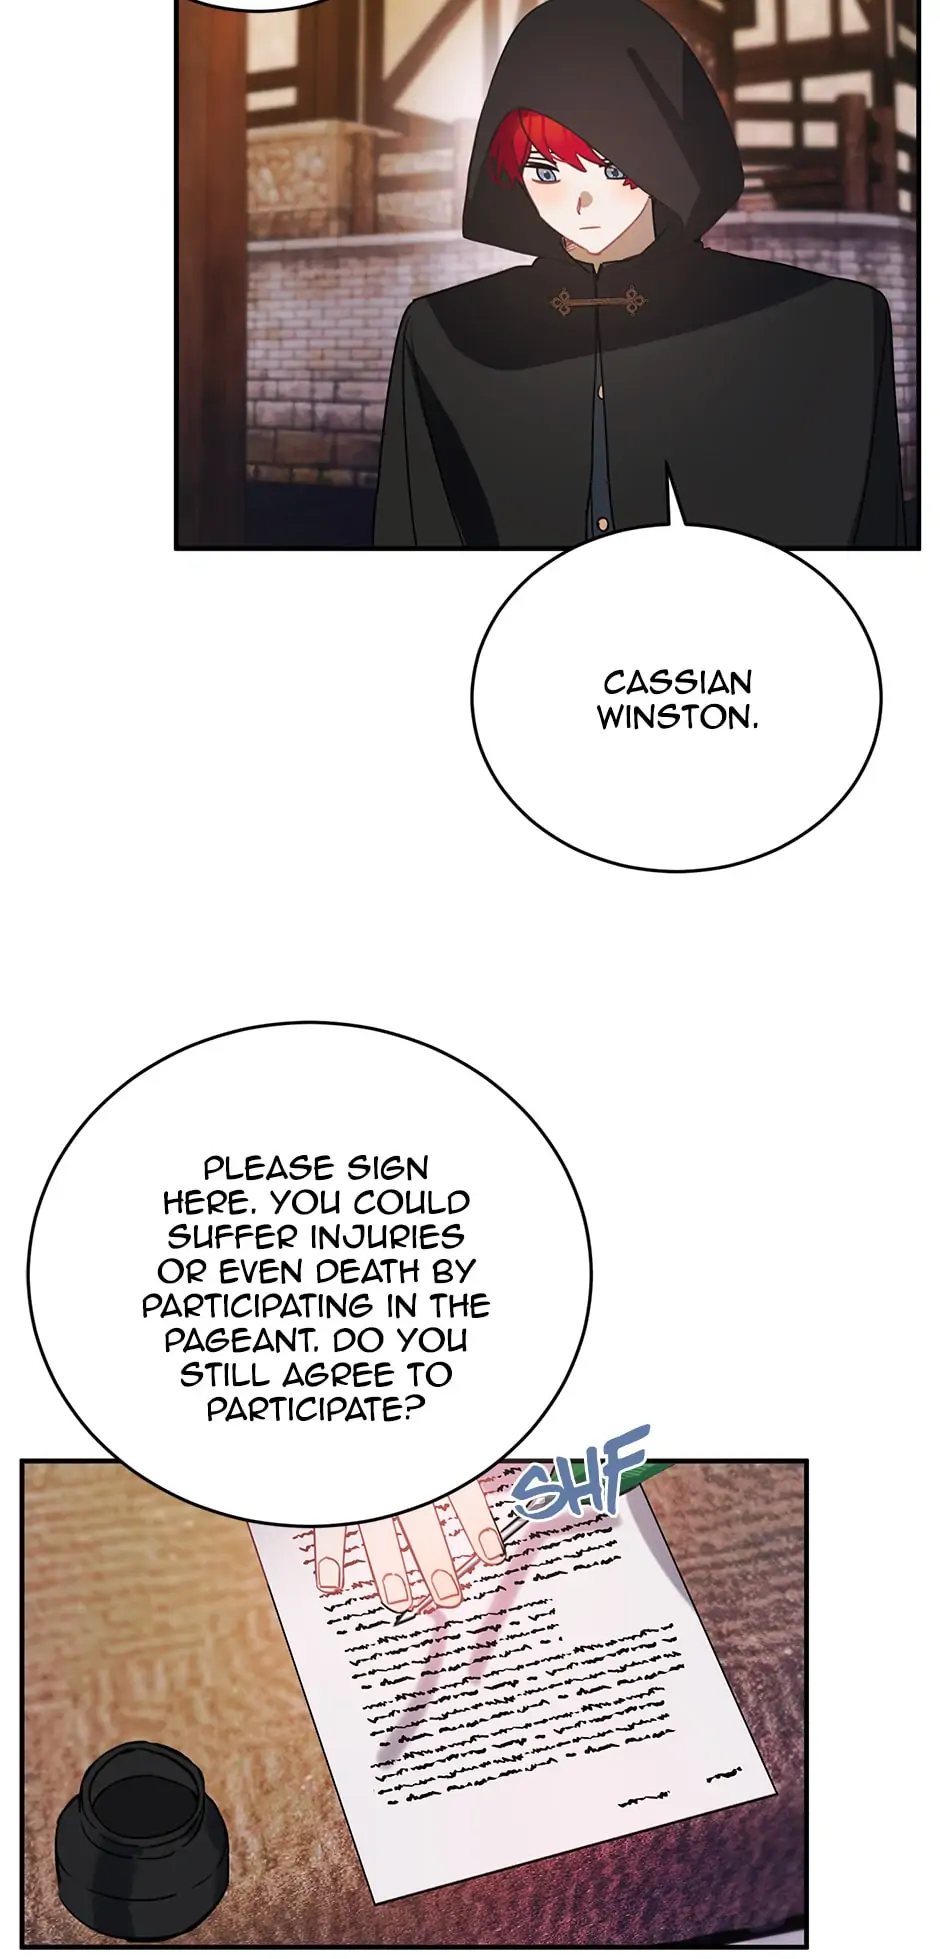 CASSIAN
WINSTON.
PLEASE SIGN
HERE. YOU COULD
SUFFER INJURIES
OR EVEN DEATH BY
PARTICIPATING IN THE
PAGEANT. DO YOU
STILL AGREE TO
PARTICIPATE?
SHF